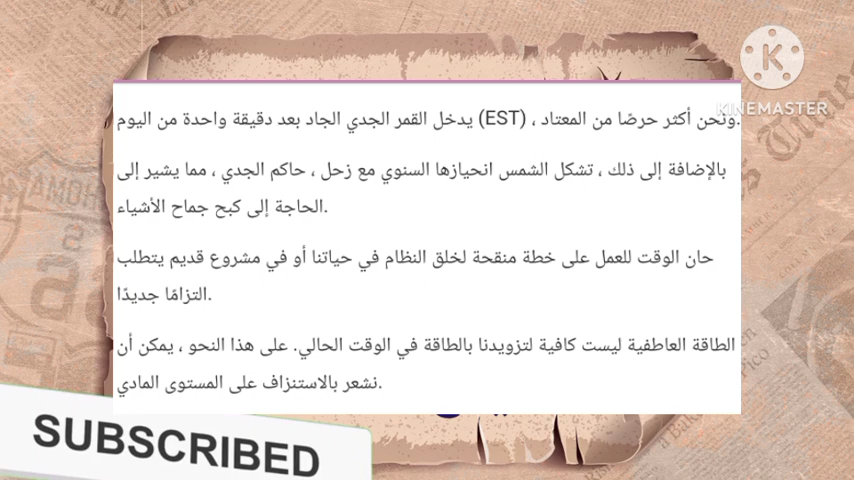 KINEMASTER
يدخل القمر الجدي الجاد بعد دقيقة واحدة من اليوم (EST) ، ونحن أكثر حرصًا من المعتاد.
بالإضافة إلى ذلك ، تشكل الشمس انحيازها السنوي مع زحل ، حاكم الجدي ، مما يشير إلى
الحاجة إلى كبح جماح الأشياء.
حان الوقت للعمل على خطة منقحة لخلق النظام في حياتنا أو في مشروع قديم يتطلب
التزامًا جديدًا.
الطاقة العاطفية ليست كافية لتزويدنا بالطاقة في الوقت الحالي. على هذا النحو ، يمكن أن
نشعر بالاستنزاف على المستوى المادي.
SUBSCRIBED